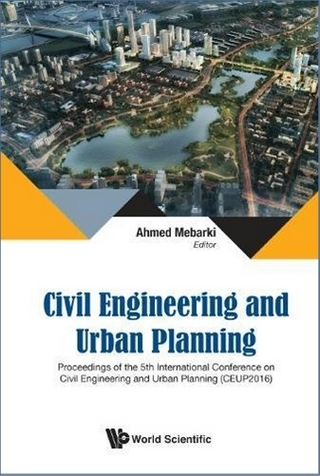 Ahmed Mebarki
Editor
Civil Engineering and
Urban Planning
Proceedings of the 5th International Conference on
Civil Engineering and Urban Planning (CEUP2016)
World Scientific